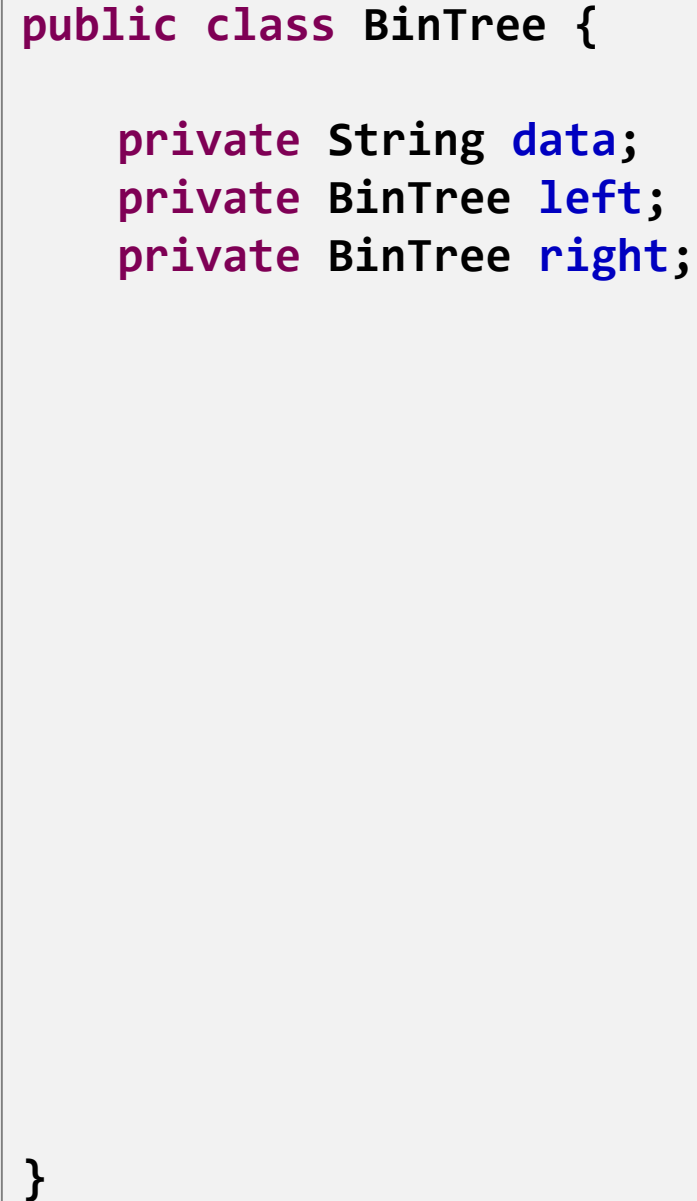 public class BinTree {
private String data;
private BinTree left;
private BinTree right;
}